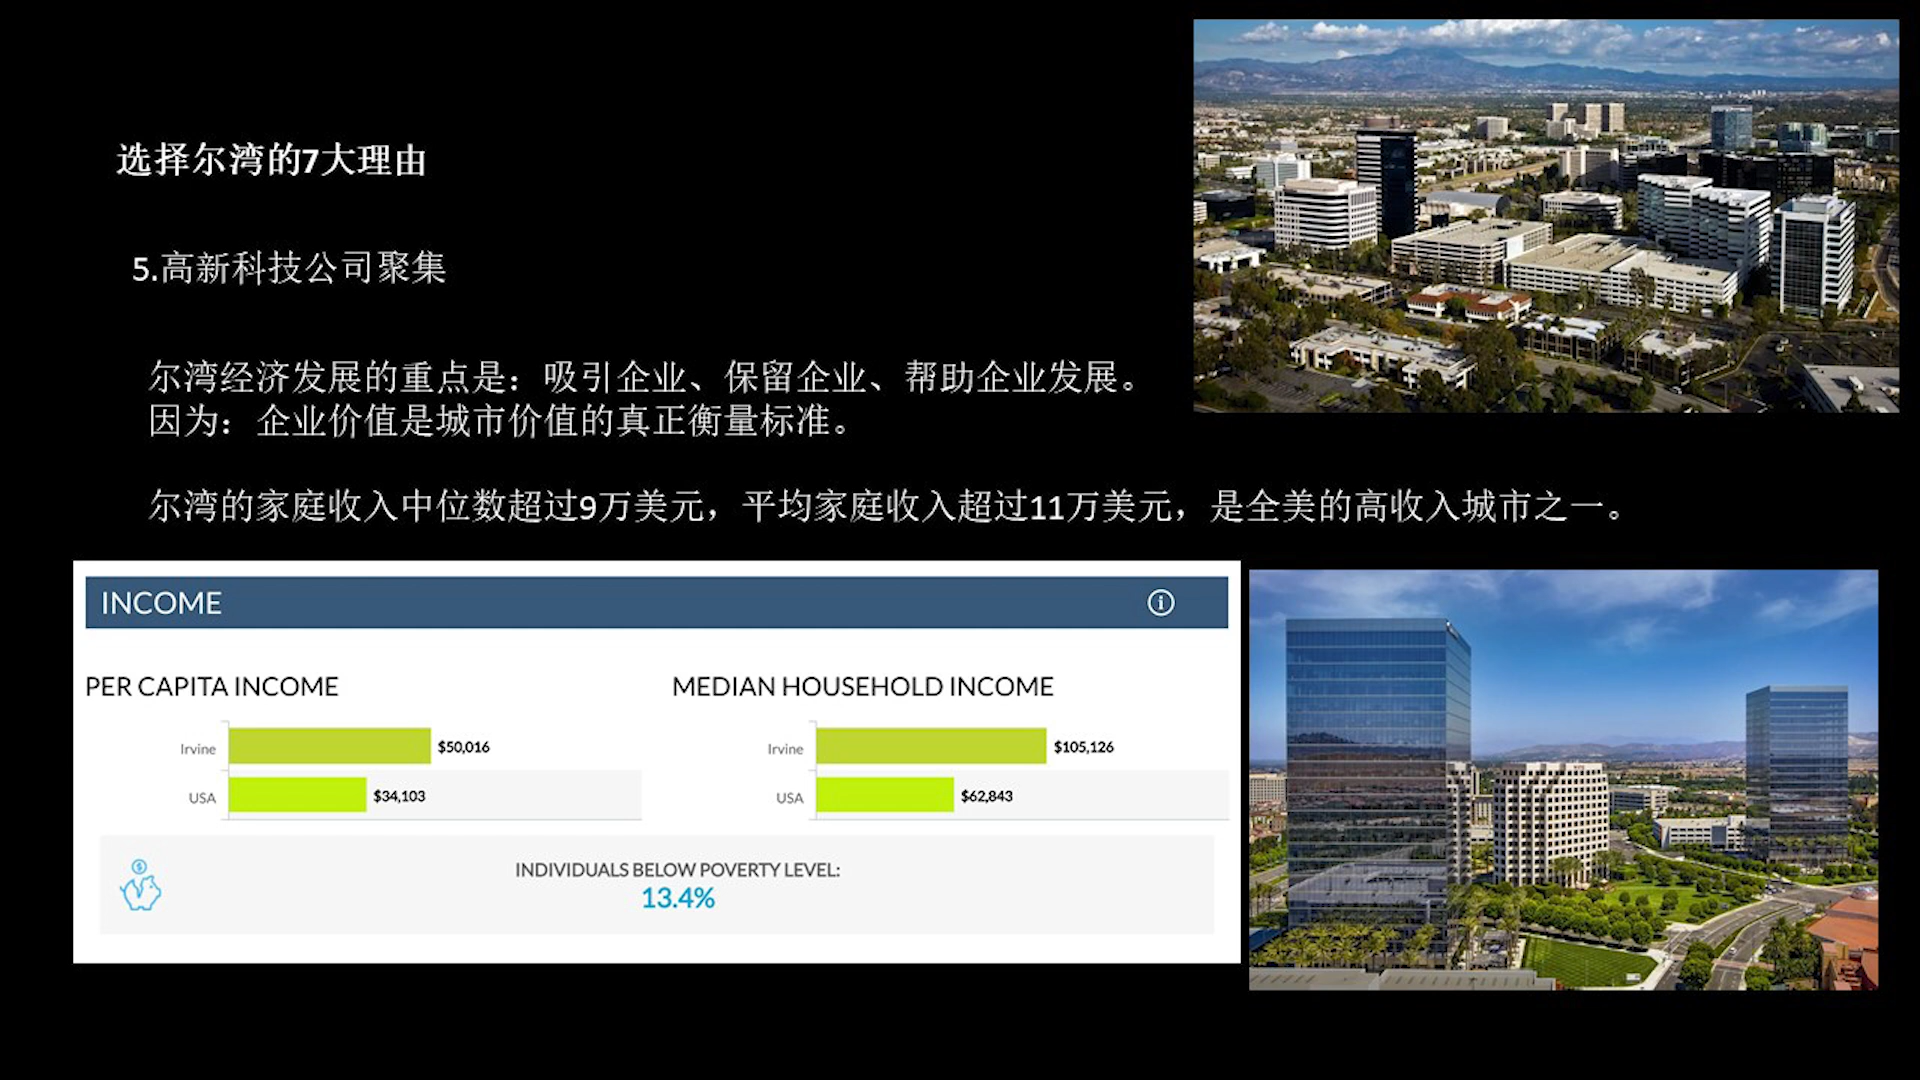 选择尔湾的7大理由
5.高新科技公司聚集
尔湾经济发展的重点是：吸引企业、保留企业、帮助企业发展。
因为：企业价值是城市价值的真正衡量标准。
尔湾的家庭收入中位数超过9万美元，平均家庭收入超过11万美元，是全美的高收入城市之一。
INCOME
PER CAPITA INCOME
Irvine $50,016
USA $34,103
MEDIAN HOUSEHOLD INCOME
Irvine $105,126
USA $62,843
INDIVIDUALS BELOW POVERTY LEVEL:
13.4%